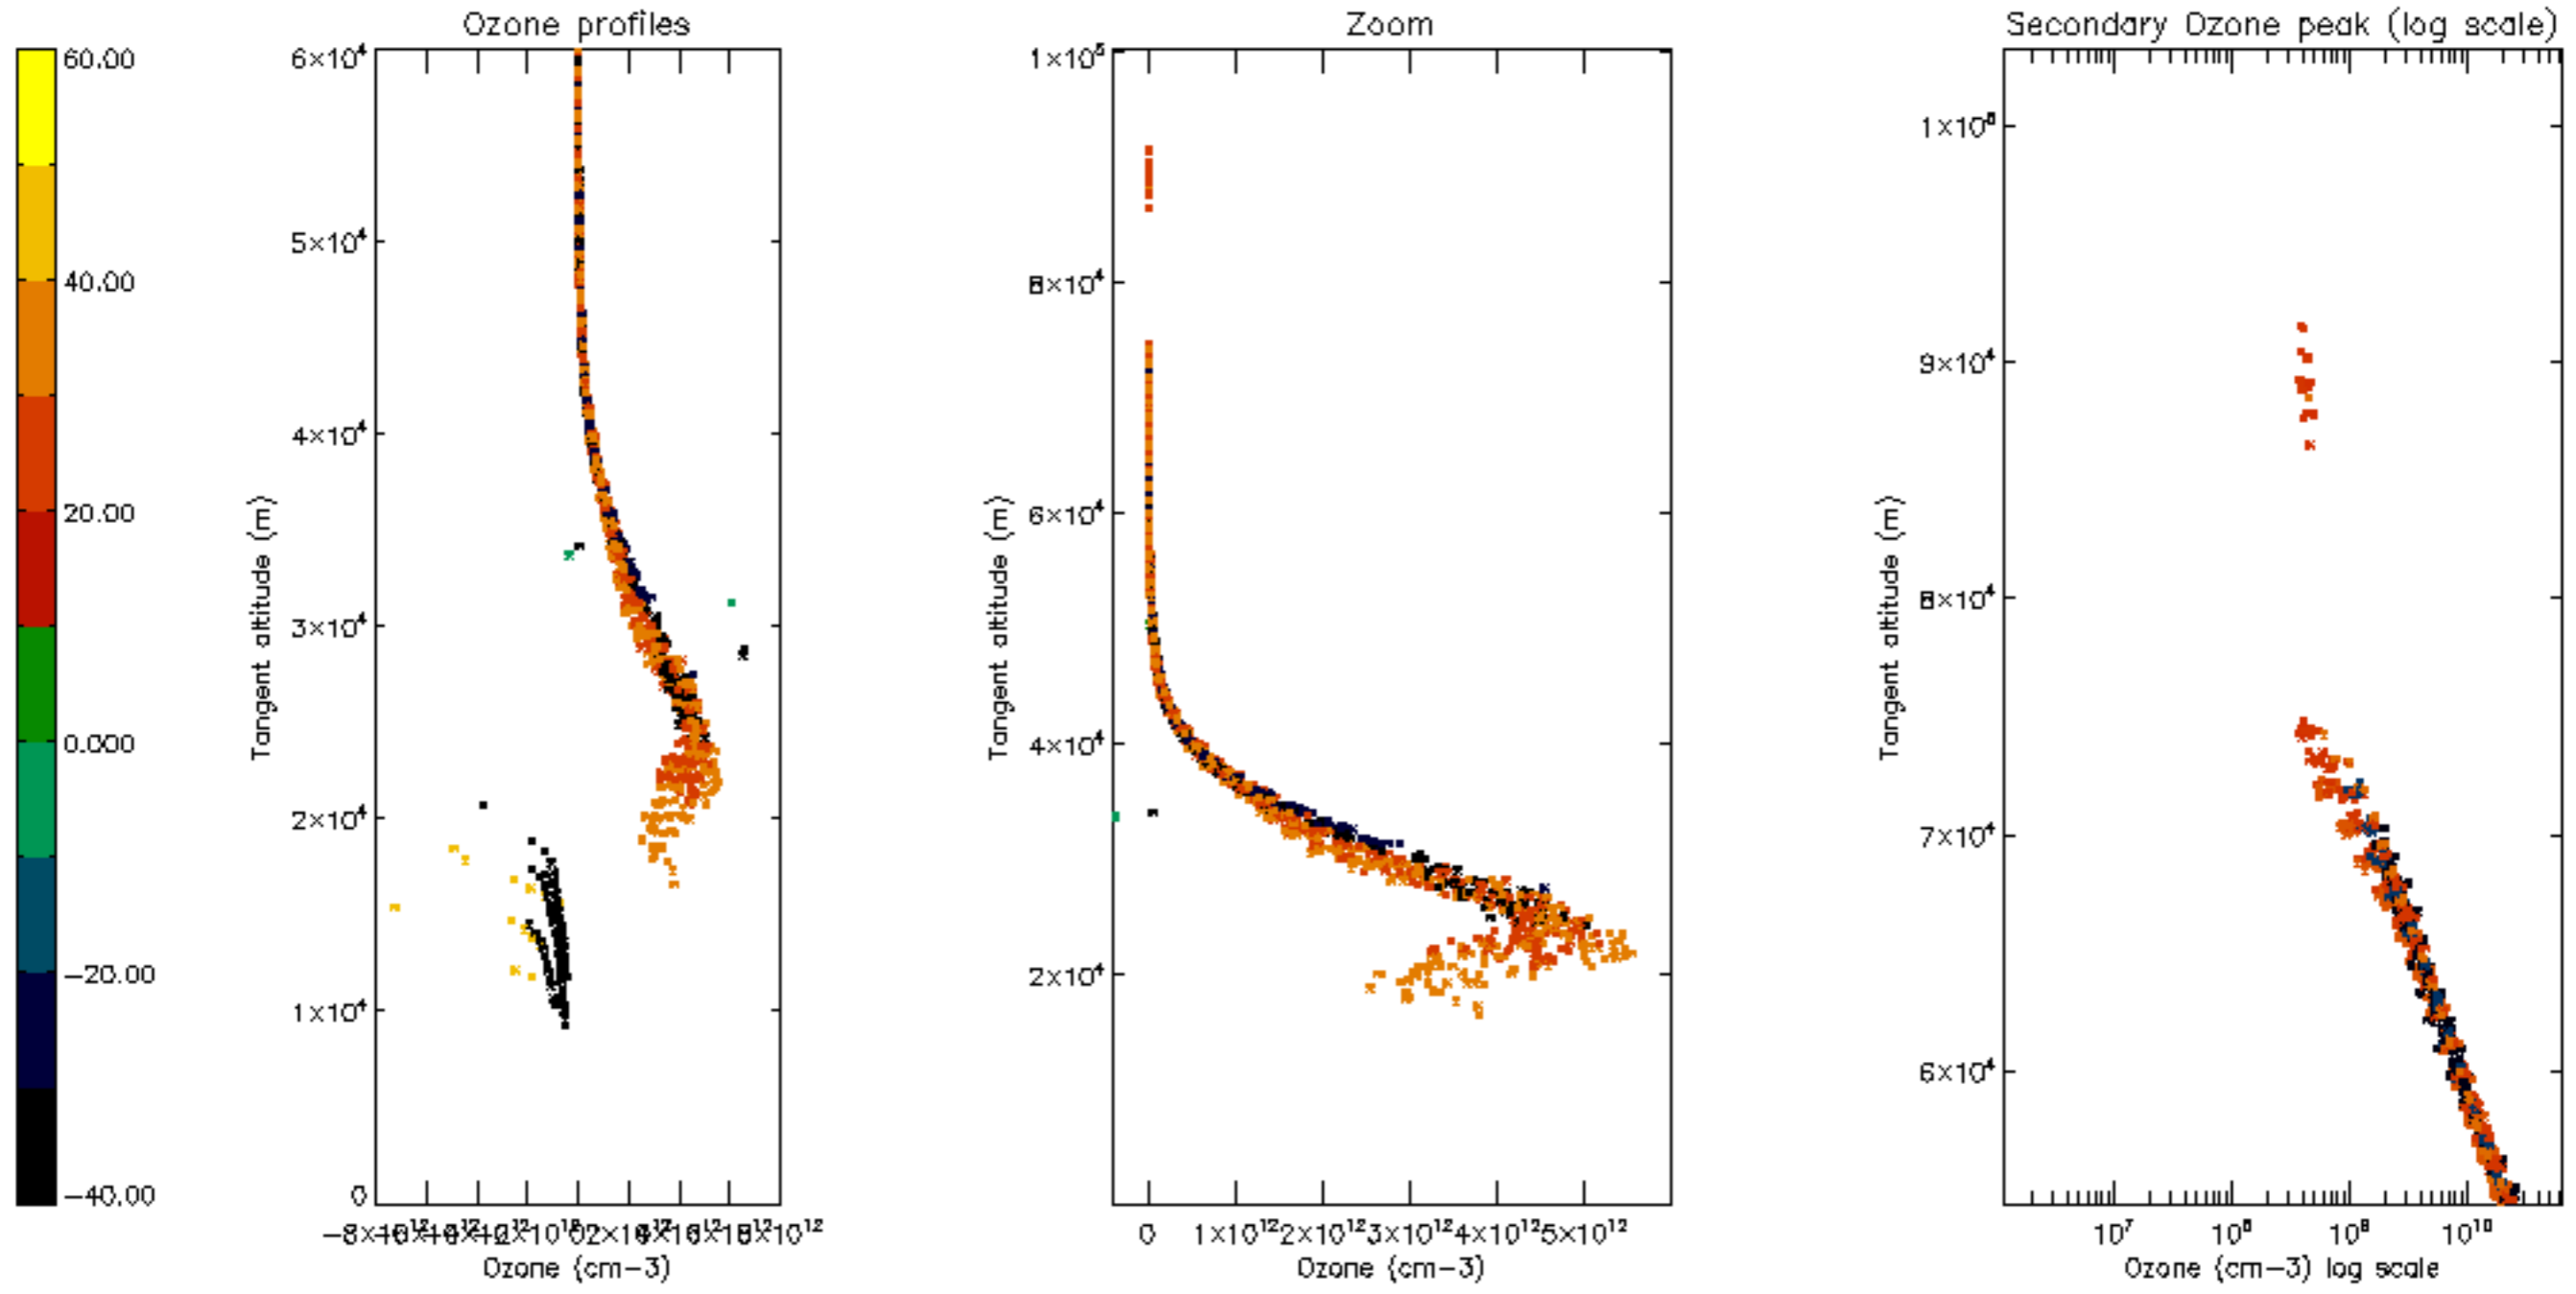 Ozone profiles
Zoom
Secondary Ozone peak (log scale)
60.00
40.00
20.00
0.000
−20.00
−40.00
6×10⁴
5×10⁴
4×10⁴
3×10⁴
2×10⁴
1×10⁴
0
Tangent altitude (m)
Ozone (cm−3)
1×10⁵
8×10⁴
6×10⁴
4×10⁴
2×10⁴
Tangent altitude (m)
0 1×10¹² 2×10¹² 3×10¹² 4×10¹² 5×10¹²
Ozone (cm−3)
1×10⁵
9×10⁴
8×10⁴
7×10⁴
6×10⁴
Tangent altitude (m)
10⁷ 10⁸ 10⁹ 10¹⁰
Ozone (cm−3) log scale